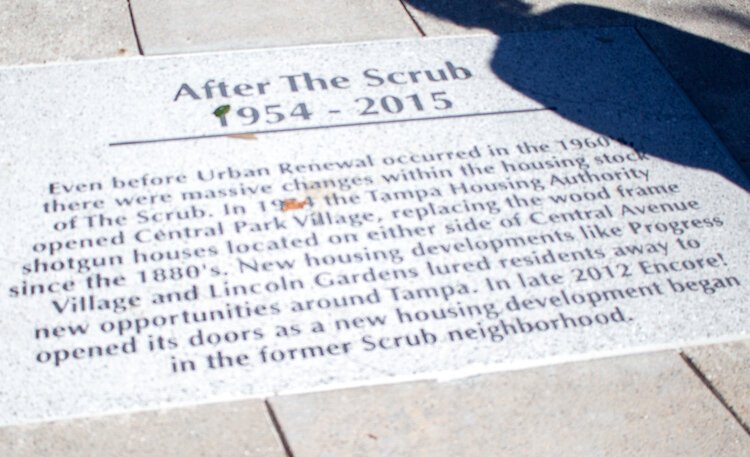 After The Scrub
1954 - 2015
Even before Urban Renewal occurred in the 1960's,
there were massive changes within the housing stock
of The Scrub. In the Tampa Housing Authority
opened Central Park Village, replacing the wood frame
shotgun houses located on either side of Central Avenue
since the 1880's. New housing developments like Progress
Village and Lincoln Gardens lured residents away to
new opportunities around Tampa. In late 2012 Encore!
opened its doors as a new housing development began
in the former Scrub neighborhood.